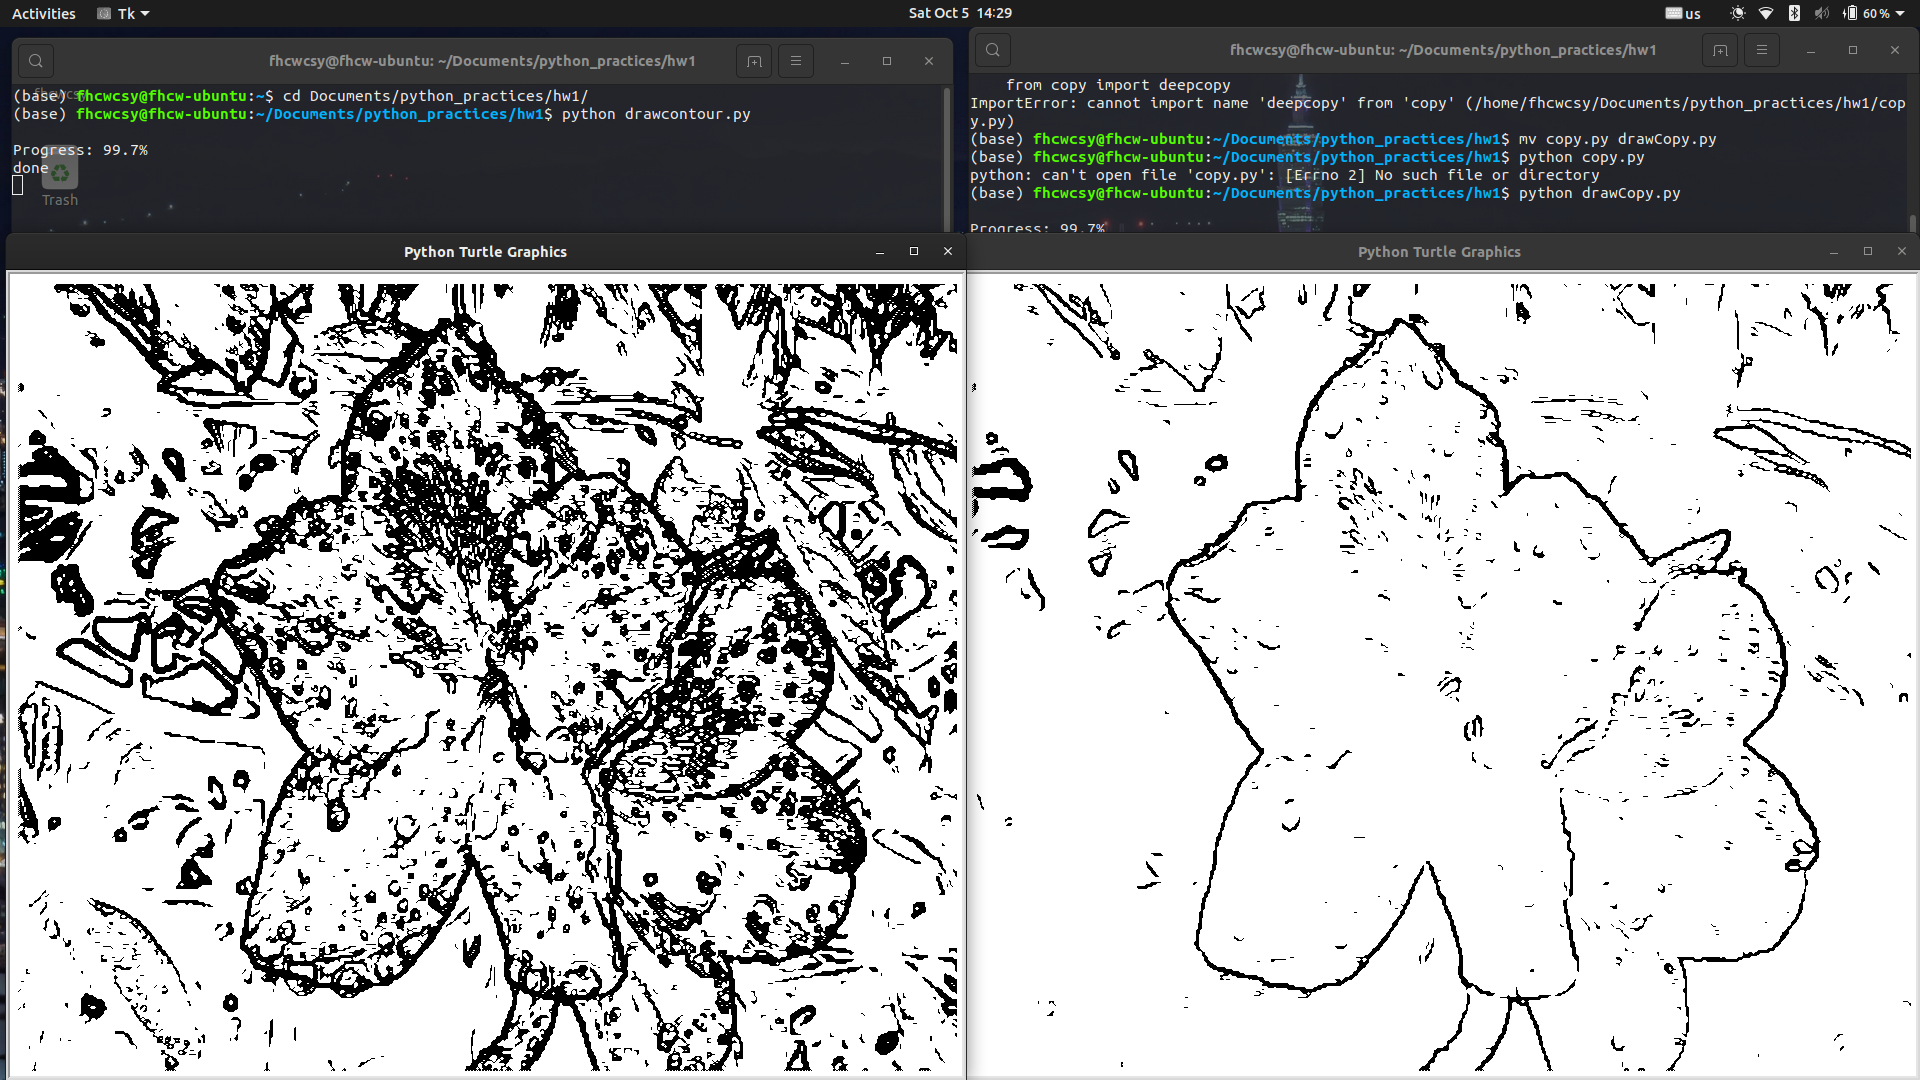 Activities Tk Sat Oct 5 14:29 us 60 %
fhcwcsy@fhcw-ubuntu: ~/Documents/python_practices/hw1
(base) fhcwcsy@fhcw-ubuntu:~$ cd Documents/python_practices/hw1/
(base) fhcwcsy@fhcw-ubuntu:~/Documents/python_practices/hw1$ python drawcontour.py
Progress: 99.7%
done
Trash
fhcwcsy@fhcw-ubuntu: ~/Documents/python_practices/hw1
from copy import deepcopy
ImportError: cannot import name 'deepcopy' from 'copy' (/home/fhcwcsy/Documents/python_practices/hw1/cop
y.py)
(base) fhcwcsy@fhcw-ubuntu:~/Documents/python_practices/hw1$ mv copy.py drawCopy.py
(base) fhcwcsy@fhcw-ubuntu:~/Documents/python_practices/hw1$ python copy.py
python: can't open file 'copy.py': [Errno 2] No such file or directory
(base) fhcwcsy@fhcw-ubuntu:~/Documents/python_practices/hw1$ python drawCopy.py
Progress: 99.7%
Python Turtle Graphics
Python Turtle Graphics